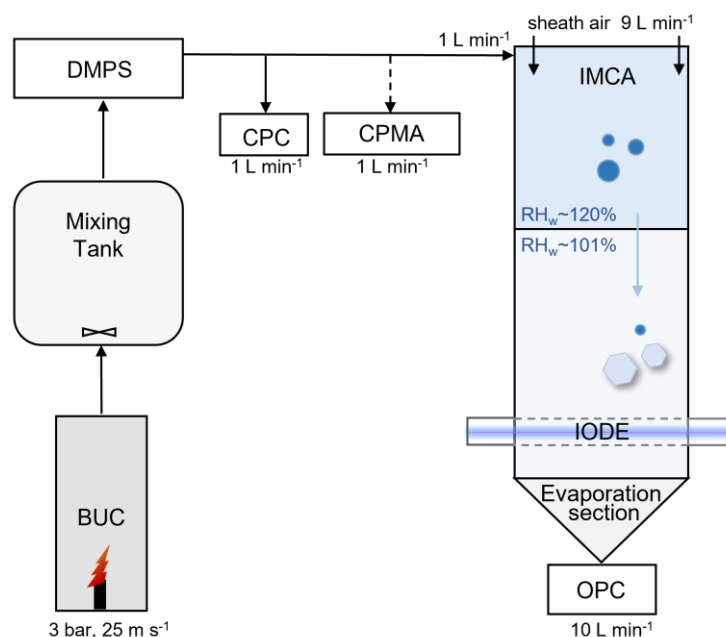 sheath air 9 L min⁻¹
1 L min⁻¹
DMPS
IMCA
CPC
CPMA
1 L min⁻¹
1 L min⁻¹
Mixing
Tank
RHw~120%
RHw~101%
IODE
Evaporation
section
BUC
OPC
3 bar, 25 m s⁻¹
10 L min⁻¹